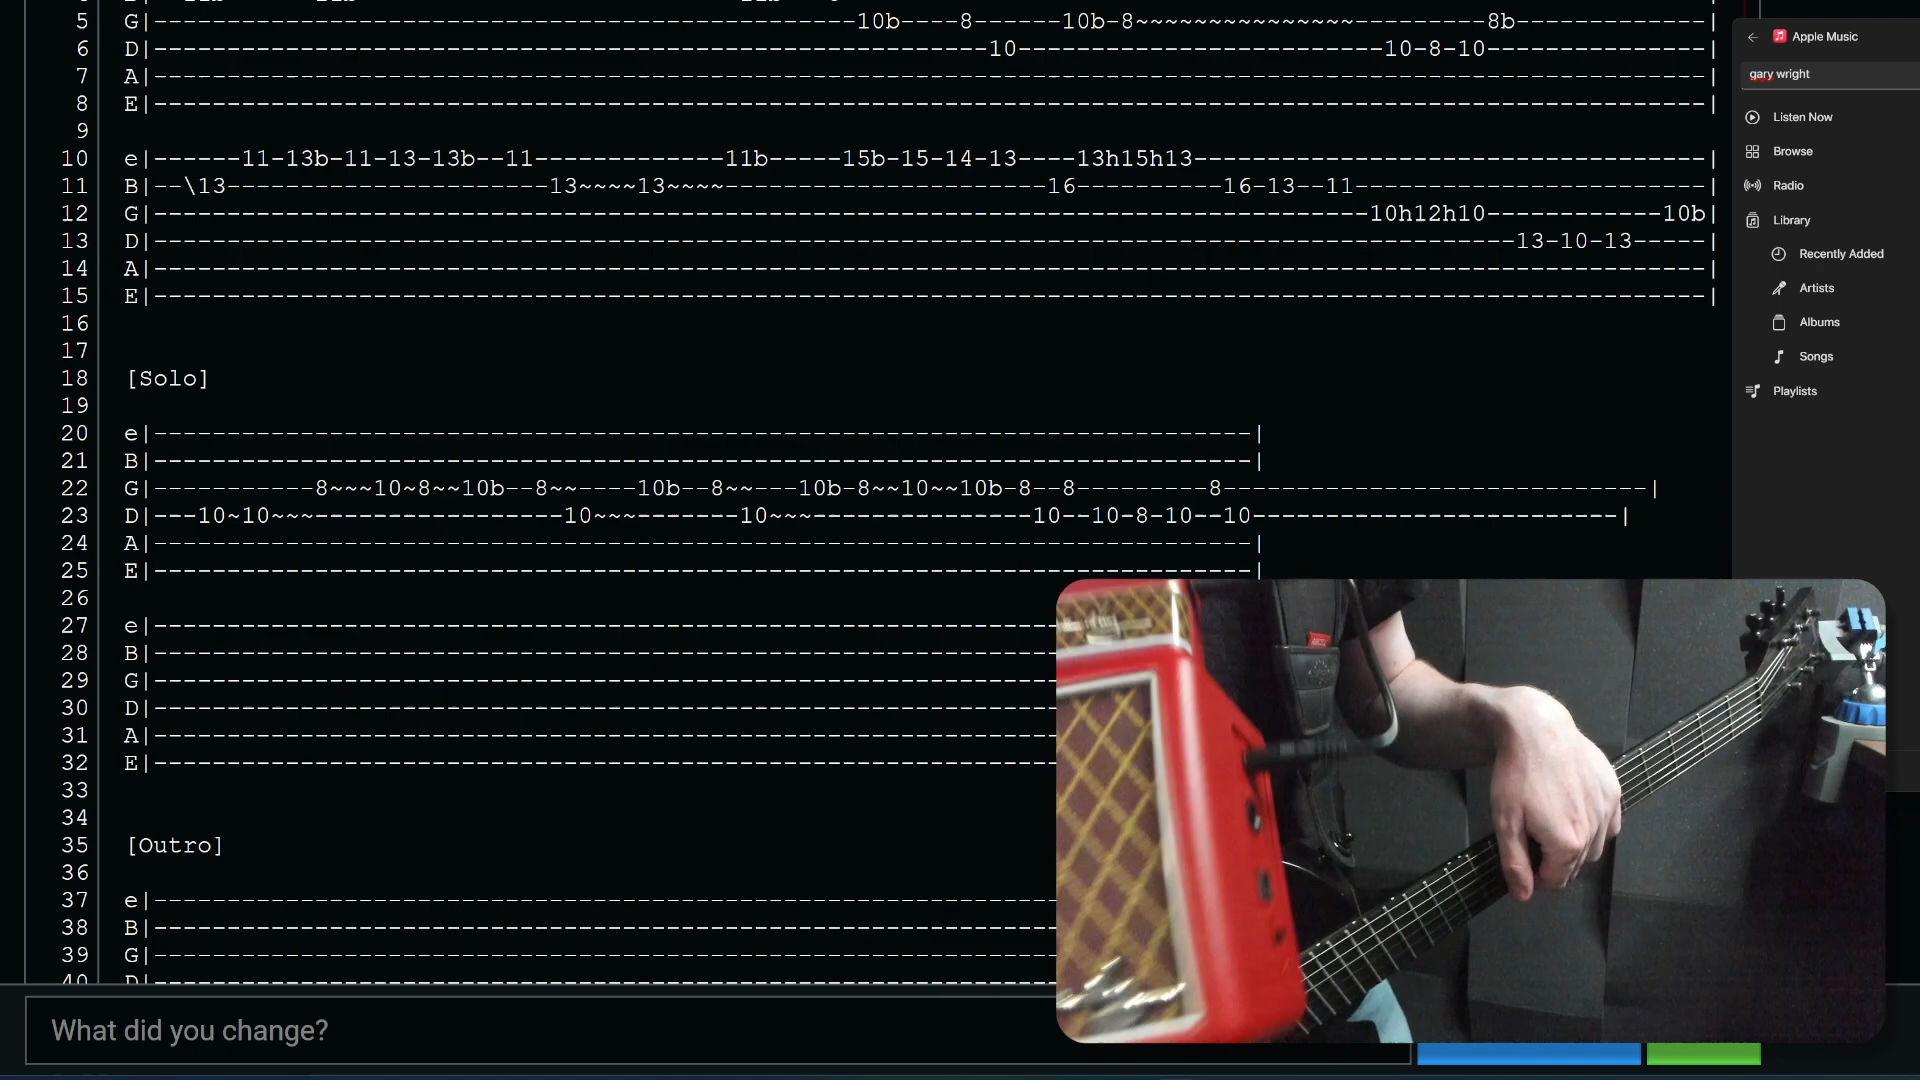 5 G|------------------------------------------------10b----8------10b-8~~~~~~~~~~~~~~~---------8b-------------|
6 D|---------------------------------------------------------10-------------------------10-8-10---------------|
7 A|----------------------------------------------------------------------------------------------------------|
8 E|----------------------------------------------------------------------------------------------------------|
9
10 e|------11-13b-11-13-13b--11-------------11b-----15b-15-14-13----13h15h13-----------------------------------|
11 B|--\13----------------------13~~~~13~~~~----------------------16----------16-13--11------------------------|
12 G|-----------------------------------------------------------------------------------10h12h10------------10b|
13 D|---------------------------------------------------------------------------------------------13-10-13-----|
14 A|----------------------------------------------------------------------------------------------------------|
15 E|----------------------------------------------------------------------------------------------------------|
16
17
18 [Solo]
19
20 e|---------------------------------------------------------------------------|
21 B|---------------------------------------------------------------------------|
22 G|-----------8~~~10~8~~10b--8~~----10b--8~~---10b-8~~10~~10b-8--8---------8-----------------------------|
23 D|---10~10~~~-----------------10~~~-------10~~~---------------10--10-8-10--10-------------------------|
24 A|---------------------------------------------------------------------------|
25 E|---------------------------------------------------------------------------|
26
27 e|--------------------------------------------------------------
28 B|--------------------------------------------------------------
29 G|--------------------------------------------------------------
30 D|--------------------------------------------------------------
31 A|--------------------------------------------------------------
32 E|--------------------------------------------------------------
33
34
35 [Outro]
36
37 e|--------------------------------------------------------------
38 B|--------------------------------------------------------------
39 G|--------------------------------------------------------------
40 D|--------------------------------------------------------------
What did you change?
Apple Music
gary wright
Listen Now
Browse
Radio
Library
Recently Added
Artists
Albums
Songs
Playlists